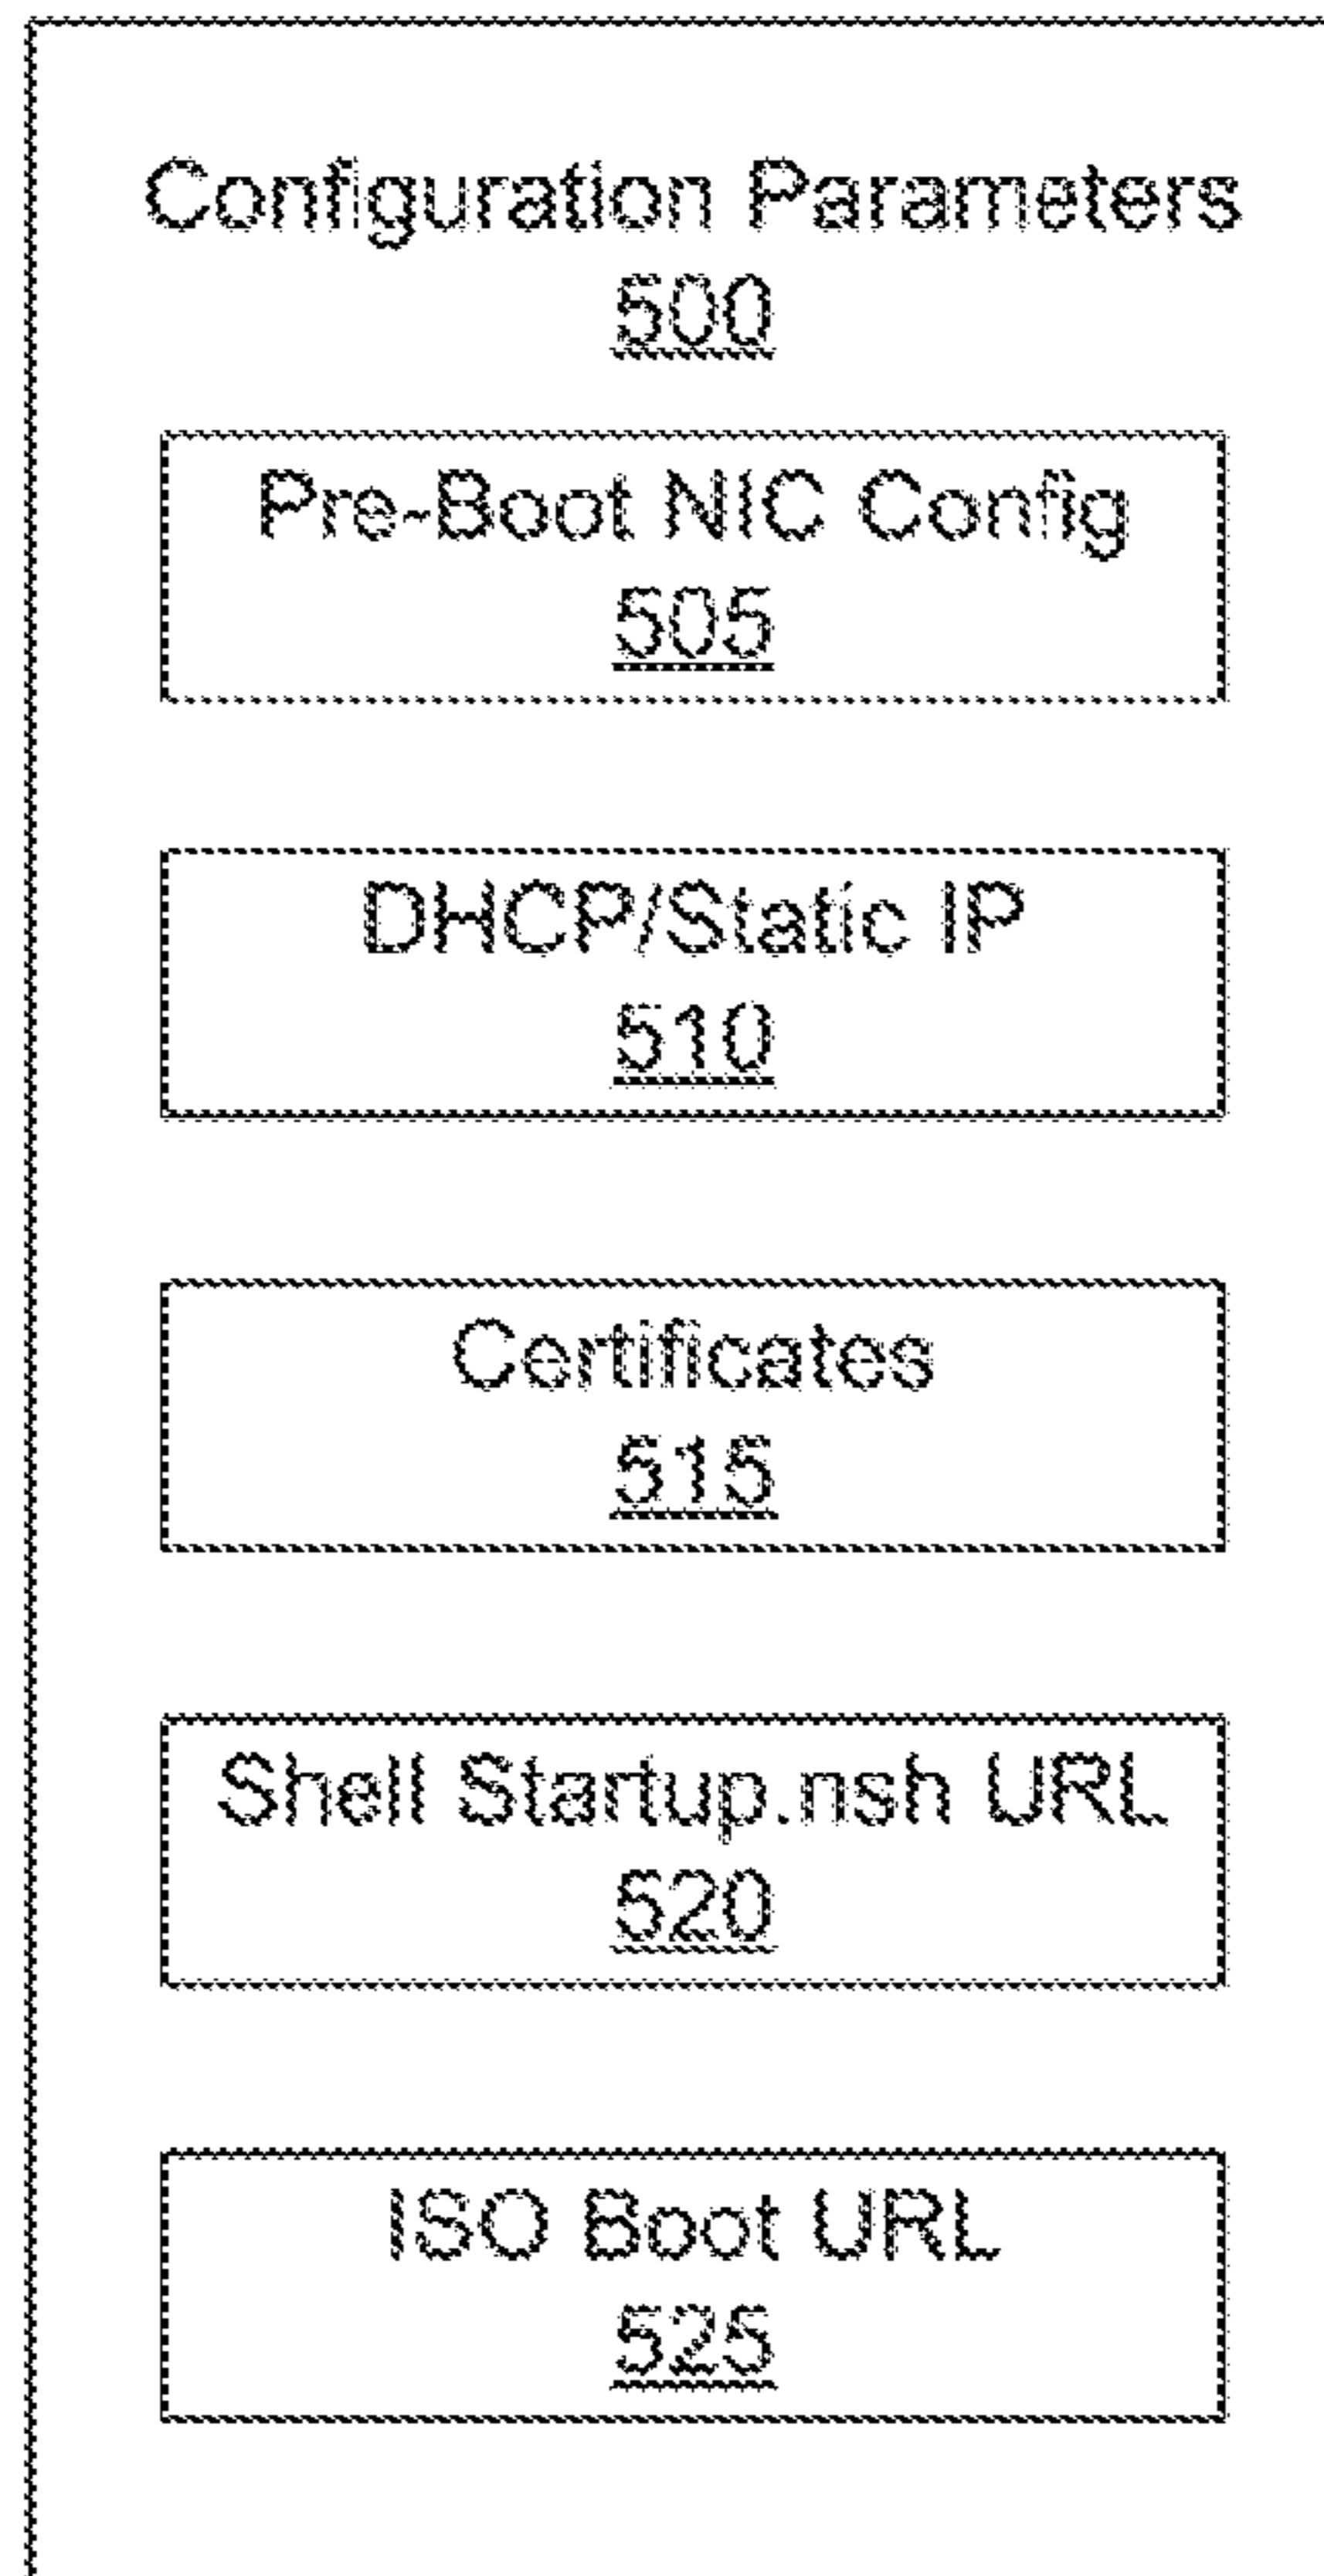 Configuration Parameters
500
Pre-Boot NIC Config
505
DHCP/Static IP
510
Certificates
515
Shell Startup.nsh URL
520
ISO Boot URL
525